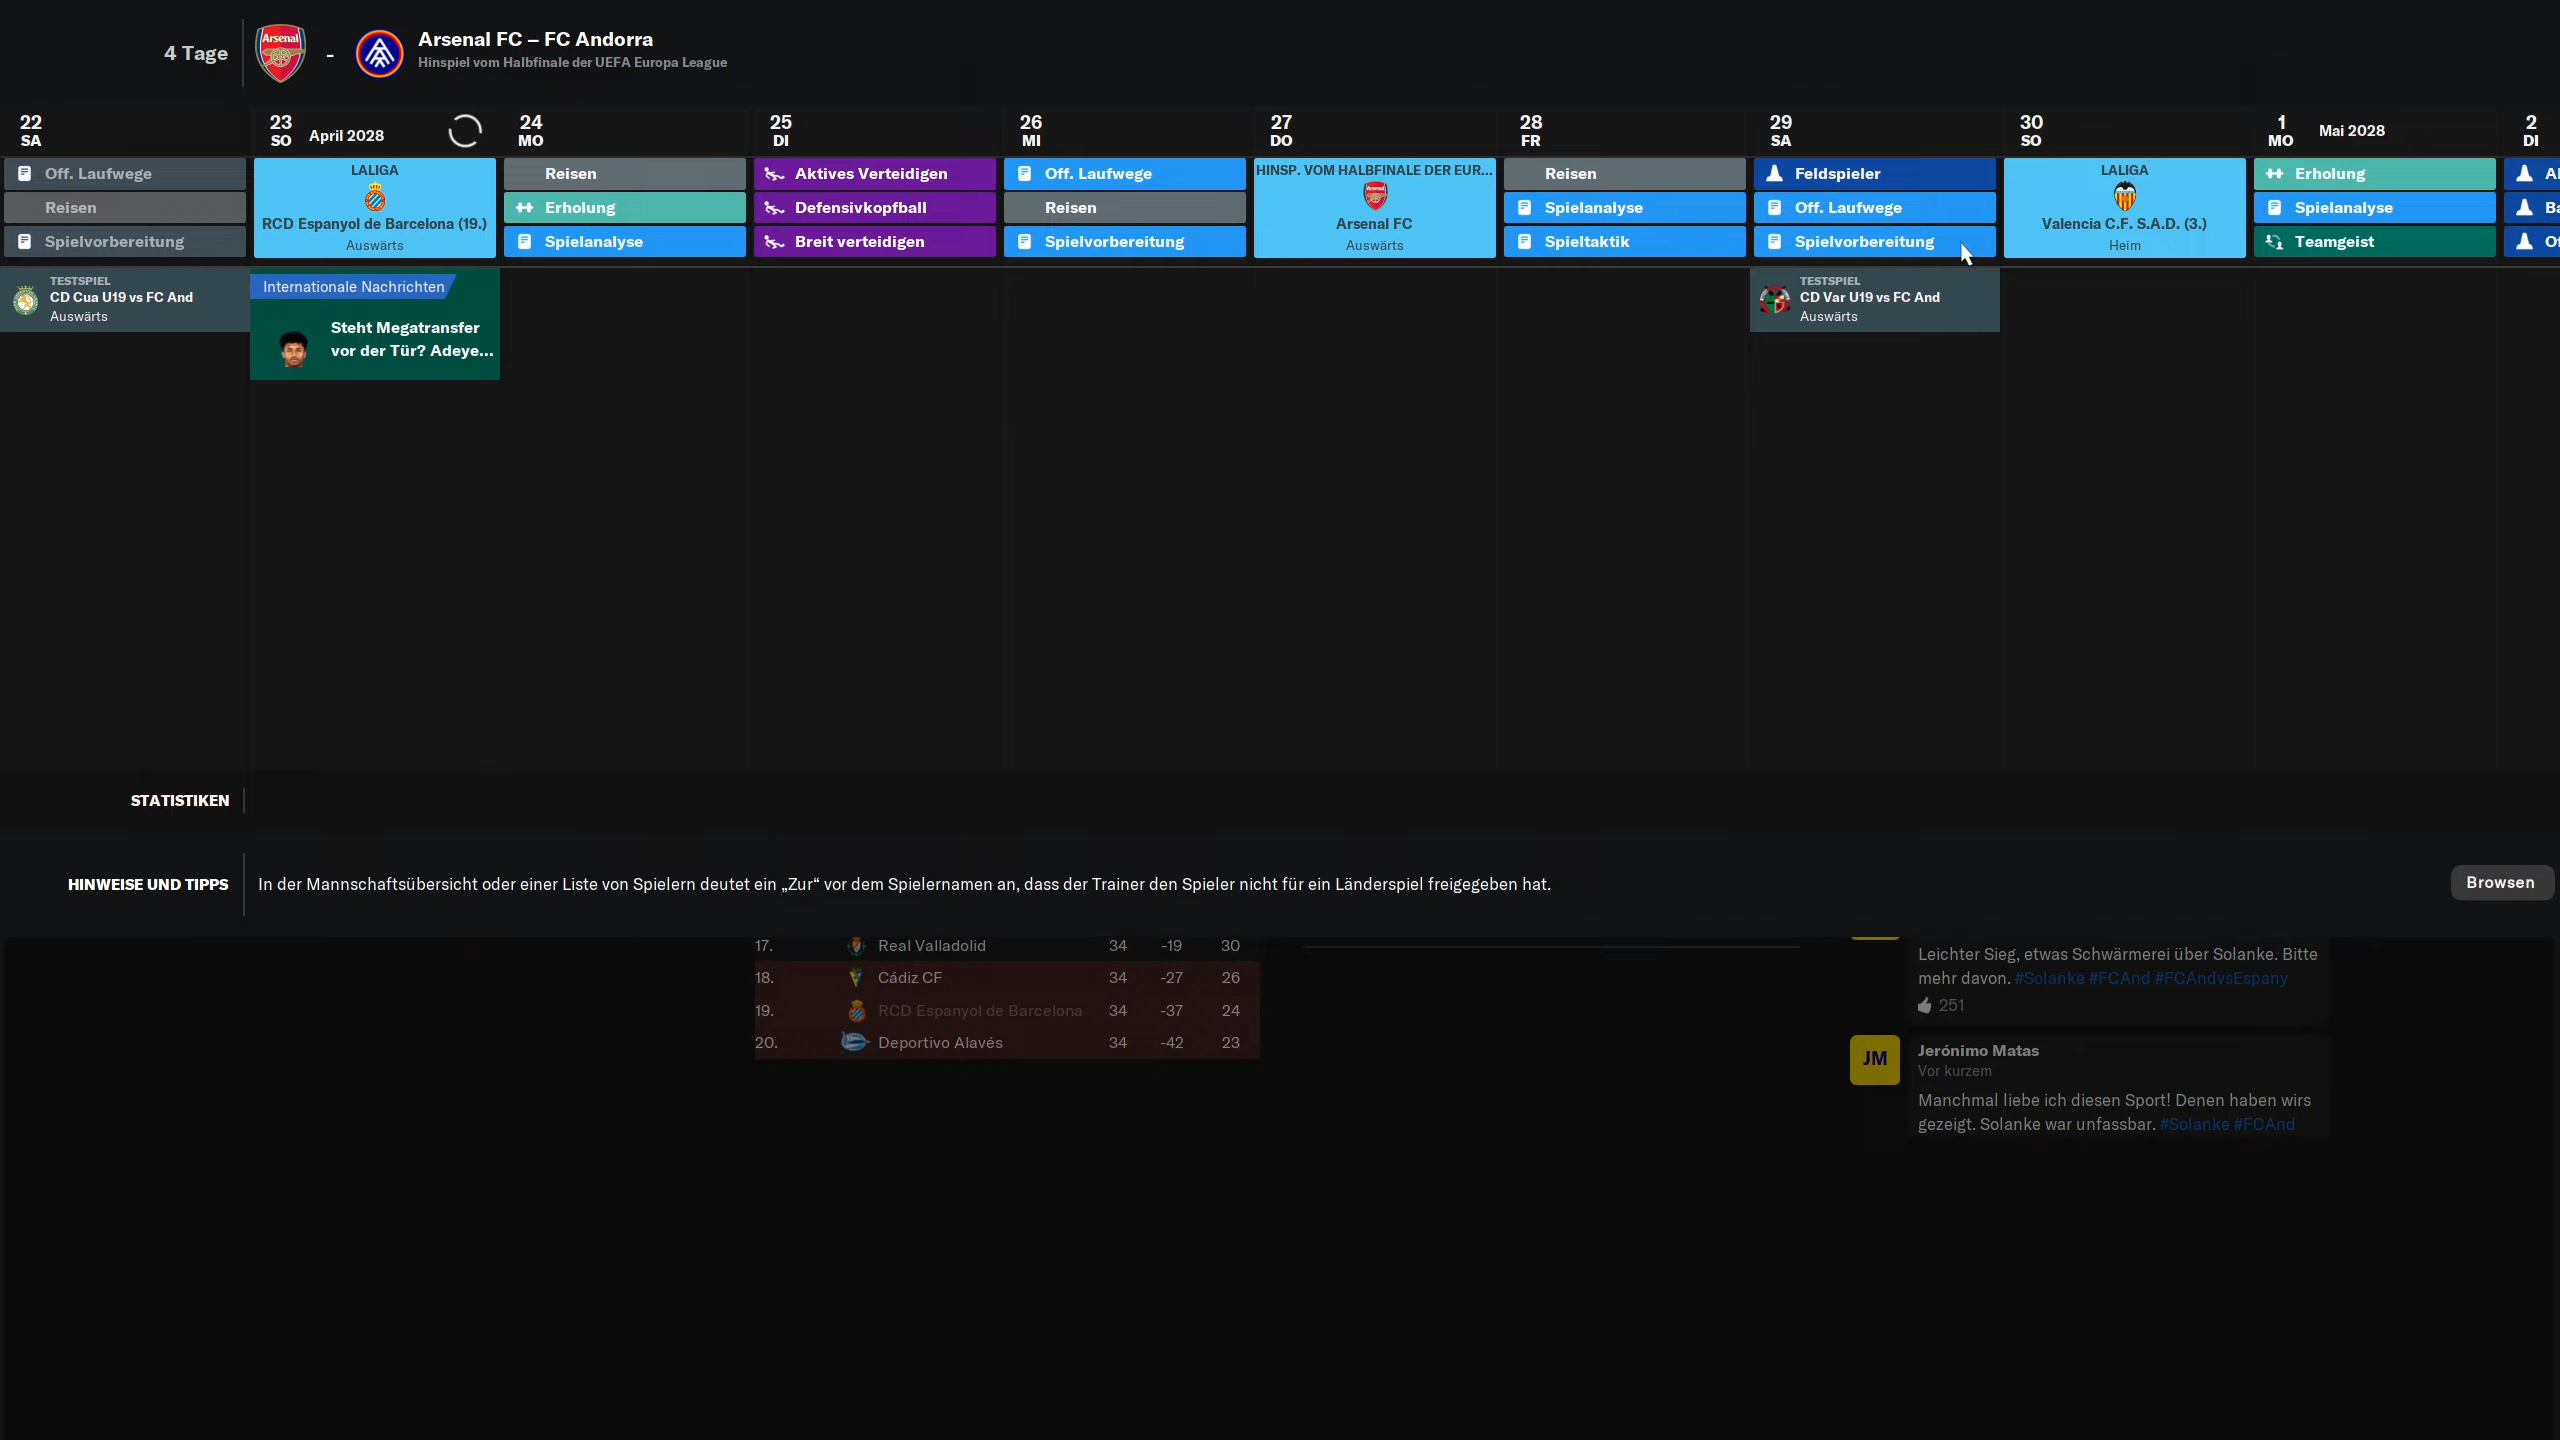 4 Tage
Arsenal
-
Arsenal FC – FC Andorra
Hinspiel vom Halbfinale der UEFA Europa League
22
SA
23
SO
April 2028
24
MO
25
DI
26
MI
27
DO
28
FR
29
SA
30
SO
1
MO
Mai 2028
2
DI
Off. Laufwege
Reisen
Spielvorbereitung
LALIGA
RCD Espanyol de Barcelona (19.)
Auswärts
Reisen
Erholung
Spielanalyse
Aktives Verteidigen
Defensivkopfball
Breit verteidigen
Off. Laufwege
Reisen
Spielvorbereitung
HINSP. VOM HALBFINALE DER EUR...
Arsenal FC
Auswärts
Reisen
Spielanalyse
Spieltaktik
Feldspieler
Off. Laufwege
Spielvorbereitung
LALIGA
Valencia C.F. S.A.D. (3.)
Heim
Erholung
Spielanalyse
Teamgeist
TESTSPIEL
CD Cua U19 vs FC And
Auswärts
Internationale Nachrichten
Steht Megatransfer
vor der Tür? Adeye...
TESTSPIEL
CD Var U19 vs FC And
Auswärts
STATISTIKEN
HINWEISE UND TIPPS
In der Mannschaftsübersicht oder einer Liste von Spielern deutet ein „Zur“ vor dem Spielernamen an, dass der Trainer den Spieler nicht für ein Länderspiel freigegeben hat.
Browsen
17. Real Valladolid 34 -19 30
18. Cádiz CF 34 -27 26
19. RCD Espanyol de Barcelona 34 -37 24
20. Deportivo Alavés 34 -42 23
Leichter Sieg, etwas Schwärmerei über Solanke. Bitte
mehr davon. #Solanke #FCAnd #FCAndvsEspany
251
JM
Jerónimo Matas
Vor kurzem
Manchmal liebe ich diesen Sport! Denen haben wirs
gezeigt. Solanke war unfassbar. #Solanke #FCAnd